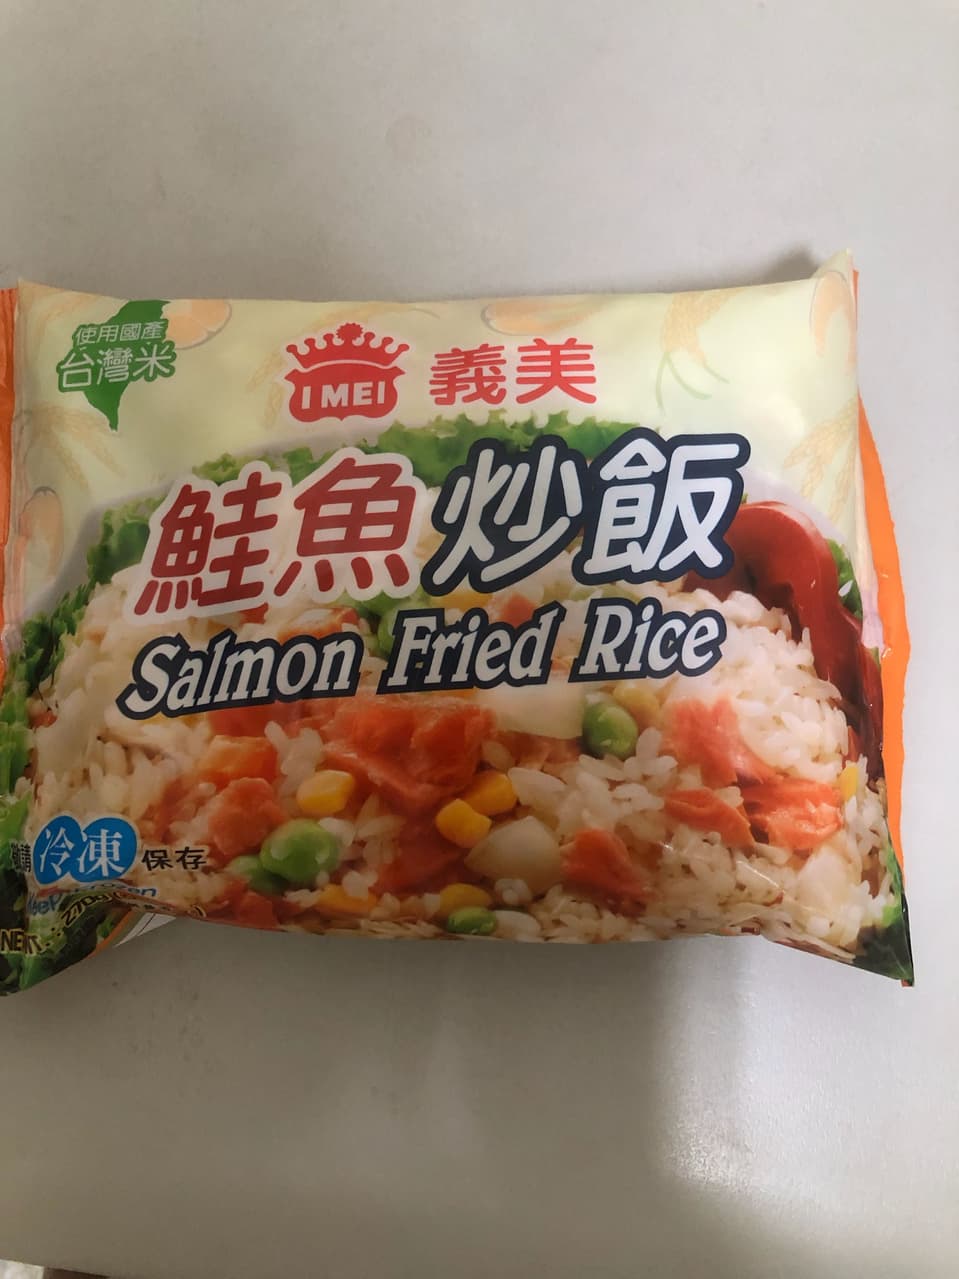 使用國產
台灣米
I MEI 義美
鮭魚炒飯
Salmon Fried Rice
冷凍保存
270g